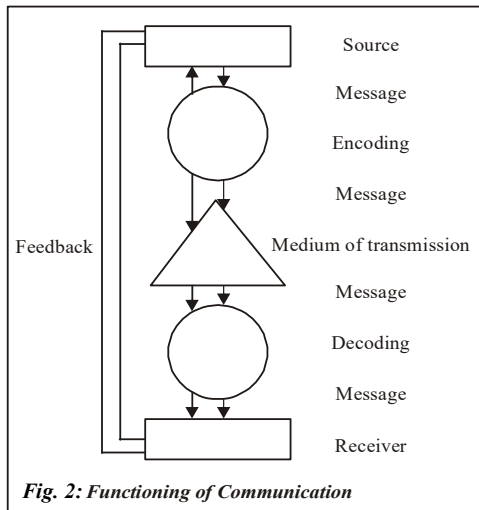 Source
Message
Encoding
Message
Feedback
Medium of transmission
Message
Decoding
Message
Receiver
Fig. 2: Functioning of Communication